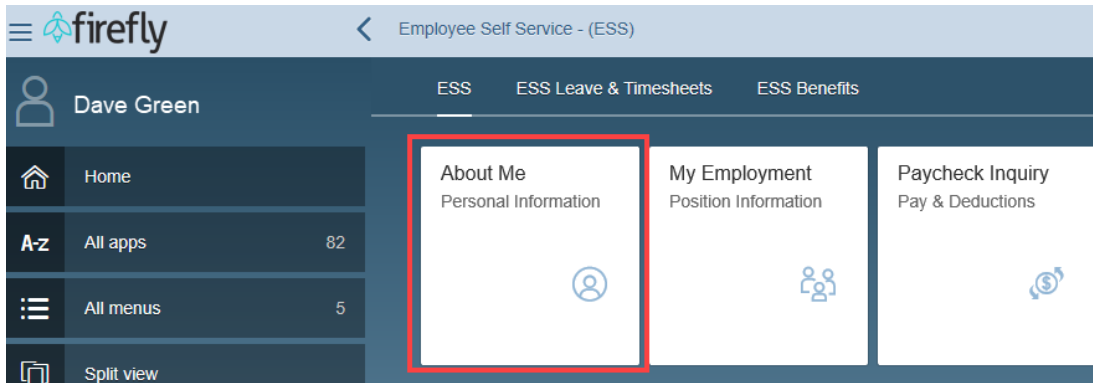 firefly
Employee Self Service - (ESS)
Dave Green
ESS ESS Leave & Timesheets ESS Benefits
Home
A-z All apps 82
All menus 5
Split view
About Me
Personal Information
My Employment
Position Information
Paycheck Inquiry
Pay & Deductions
$